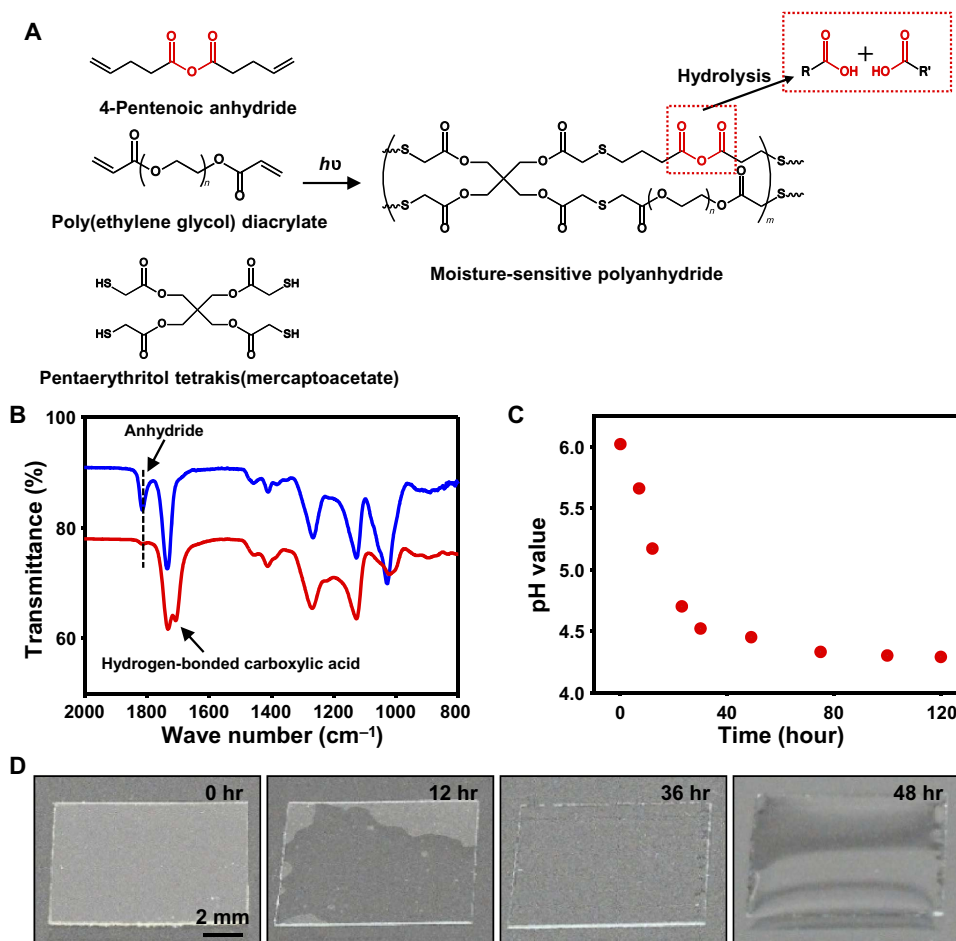 A
4-Pentenoic anhydride
Poly(ethylene glycol) diacrylate
Pentaerythritol tetrakis(mercaptoacetate)
hυ
Moisture-sensitive polyanhydride
Hydrolysis
O O
O
O
O
n
O
O
HS O O SH
O O
HS O O SH
O O
O O O O
S O O S O S
S O O S O O O S
O O O n m
O O
R OH + HO R'
B
Transmittance (%)
100
80
60
Anhydride
Hydrogen-bonded carboxylic acid
2000 1600 1200 1000 800
Wave number (cm⁻¹)
C
pH value
6.0
5.5
5.0
4.5
4.0
0 40 80 120
Time (hour)
D
0 hr
2 mm
12 hr
36 hr
48 hr